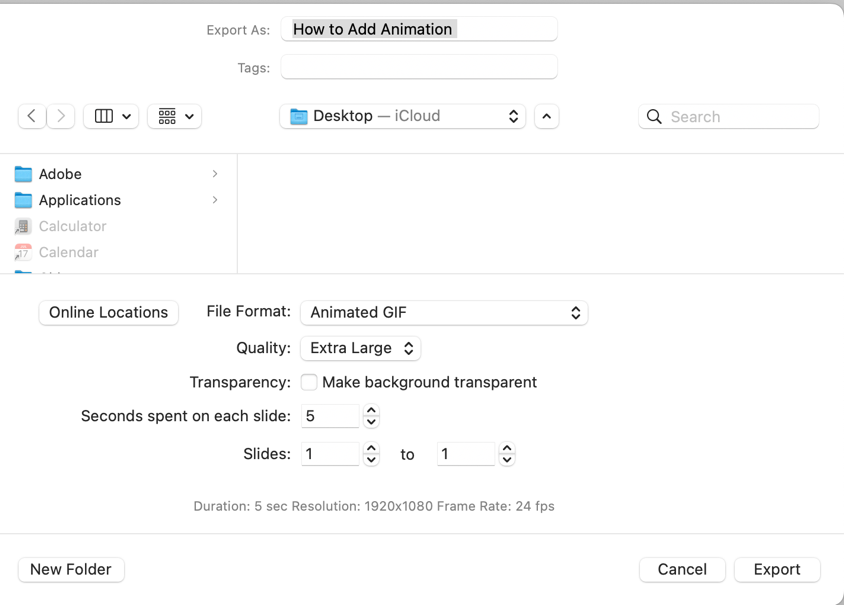 Export As: How to Add Animation
Tags:
Desktop — iCloud
Search
Adobe
Applications
Calculator
17 Calendar
Online Locations File Format: Animated GIF
Quality: Extra Large
Transparency: Make background transparent
Seconds spent on each slide: 5
Slides: 1 to 1
Duration: 5 sec Resolution: 1920x1080 Frame Rate: 24 fps
New Folder Cancel Export